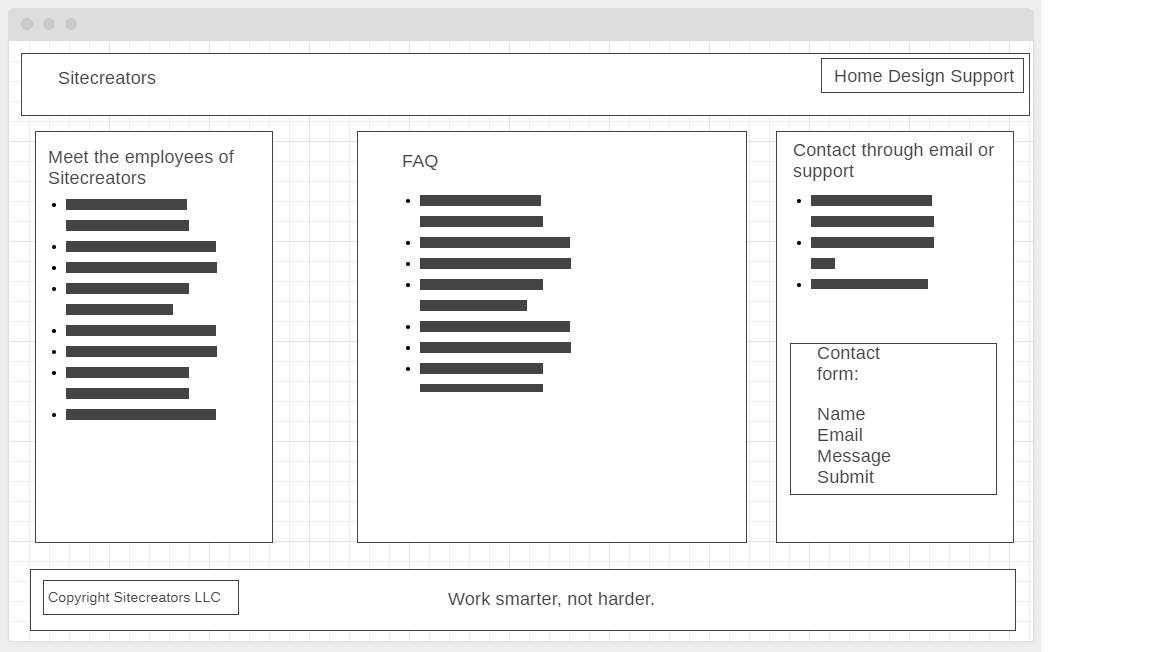 Sitecreators
Home Design Support
Meet the employees of
Sitecreators
FAQ
Contact through email or
support
Contact
form:
Name
Email
Message
Submit
Copyright Sitecreators LLC
Work smarter, not harder.